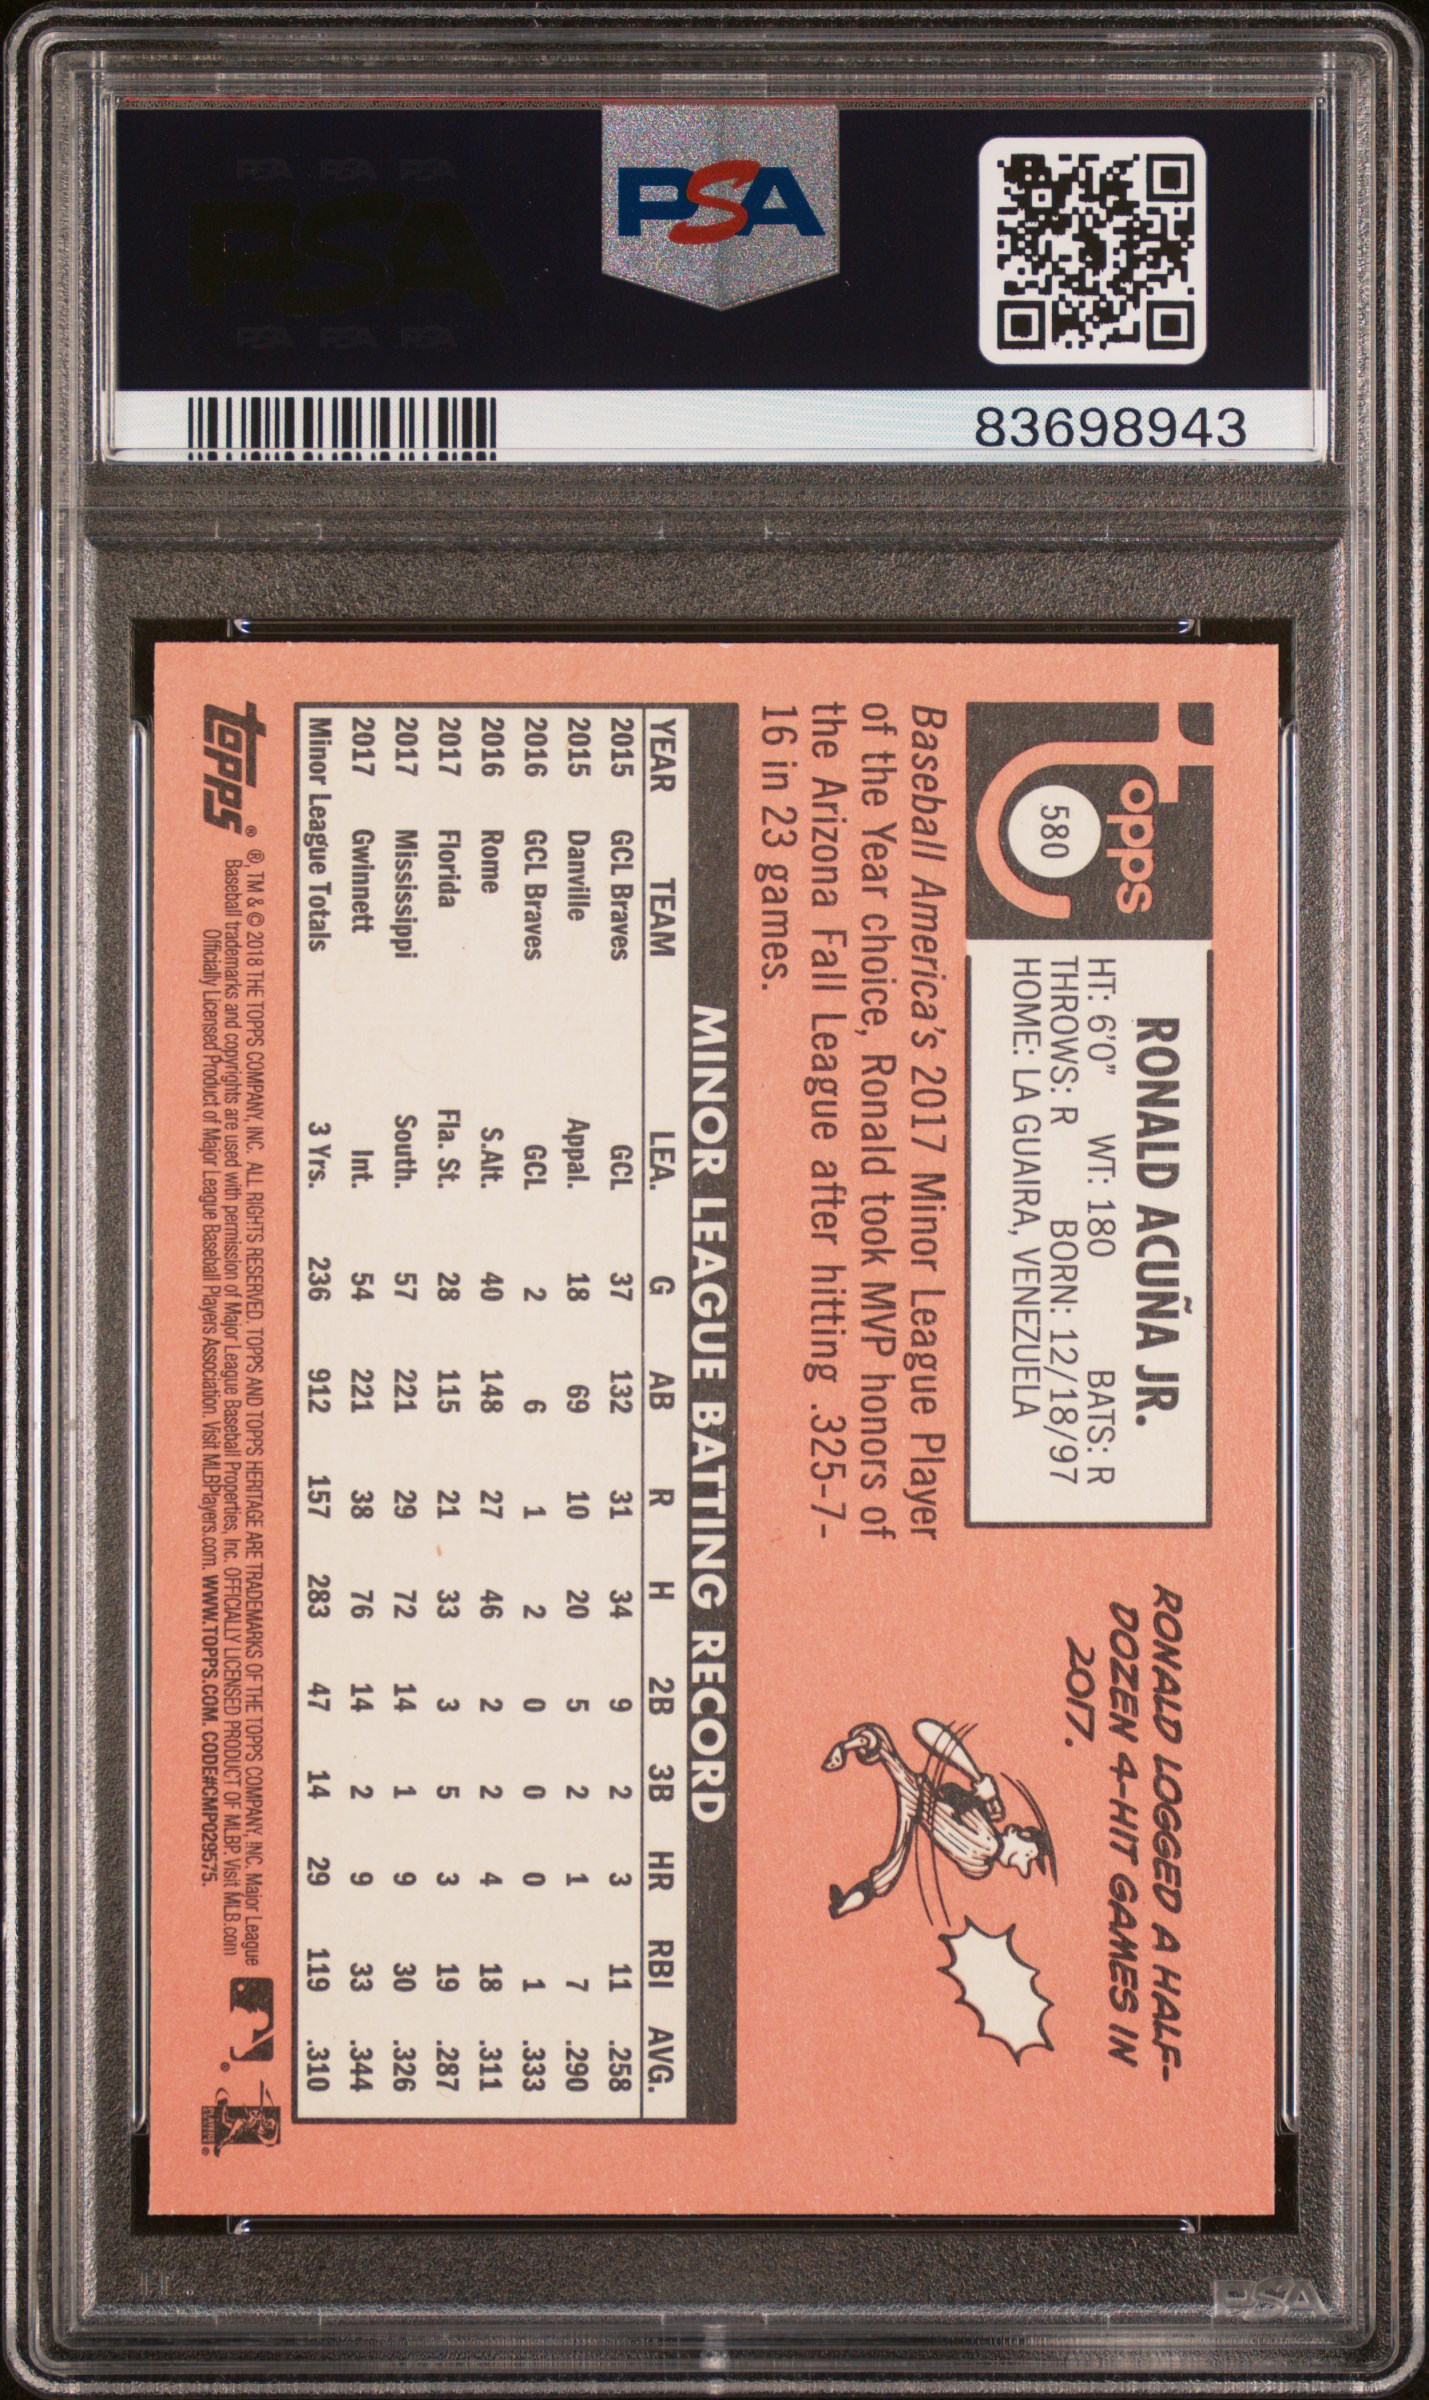 PSA PSA PSA
PSA
PSA PSA PSA
PSA
83698943
Topps
580
RONALD ACUÑA JR.
HT: 6'0" WT: 180 BATS: R
THROWS: R BORN: 12/18/97
HOME: LA GUAIRA, VENEZUELA
RONALD LOGGED A HALF-
DOZEN 4-HIT GAMES IN
2017.
Baseball America's 2017 Minor League Player
of the Year choice, Ronald took MVP honors of
the Arizona Fall League after hitting .325-7-
16 in 23 games.
MINOR LEAGUE BATTING RECORD
YEAR TEAM LEA. G AB R H 2B 3B HR RBI AVG.
2015 GCL Braves GCL 37 132 31 34 9 2 3 11 .258
2015 Danville Appal. 18 69 10 20 5 2 1 7 .290
2016 GCL Braves GCL 2 6 1 2 0 0 0 1 .333
2016 Rome S.Alt. 40 148 27 46 2 2 4 18 .311
2017 Florida Fla. St. 28 115 21 33 3 5 3 19 .287
2017 Mississippi South. 57 221 29 72 14 1 9 30 .326
2017 Gwinnett Int. 54 221 38 76 14 2 9 33 .344
Minor League Totals 3 Yrs. 236 912 157 283 47 14 29 119 .310
topps®
®, TM & © 2018 THE TOPPS COMPANY, INC. ALL RIGHTS RESERVED. TOPPS AND TOPPS HERITAGE ARE TRADEMARKS OF THE TOPPS COMPANY, INC. Major League
Baseball trademarks and copyrights are used with permission of Major League Baseball Properties, Inc. OFFICIALLY LICENSED PRODUCT OF MLBP. Visit MLB.com
Officially Licensed Product of Major League Baseball Players Association. Visit MLBPlayers.com. WWW.TOPPS.COM. CODE#CMP029575.
PSA